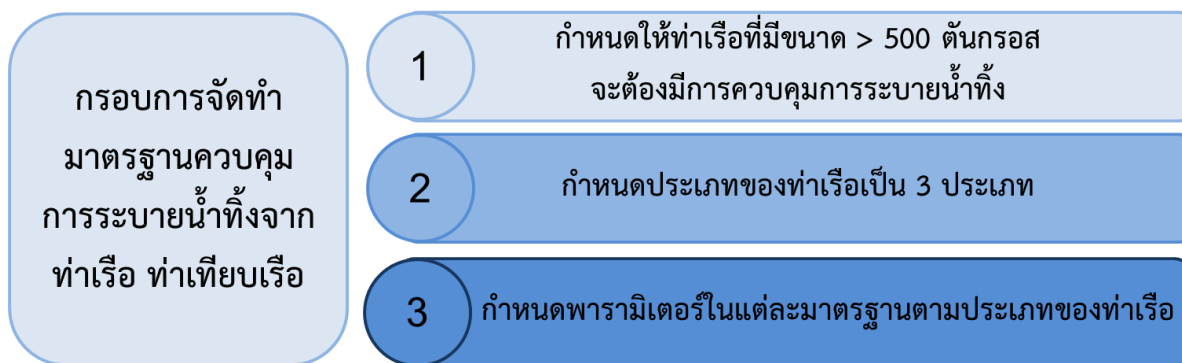 กรอบการจัดทำ
มาตรฐานควบคุม
การระบายน้ำทิ้งจาก
ท่าเรือ ท่าเทียบเรือ
1
กำหนดให้ท่าเรือที่มีขนาด > 500 ตันกรอส
จะต้องมีการควบคุมการระบายน้ำทิ้ง
2
กำหนดประเภทของท่าเรือเป็น 3 ประเภท
3
กำหนดพารามิเตอร์ในแต่ละมาตรฐานตามประเภทของท่าเรือ